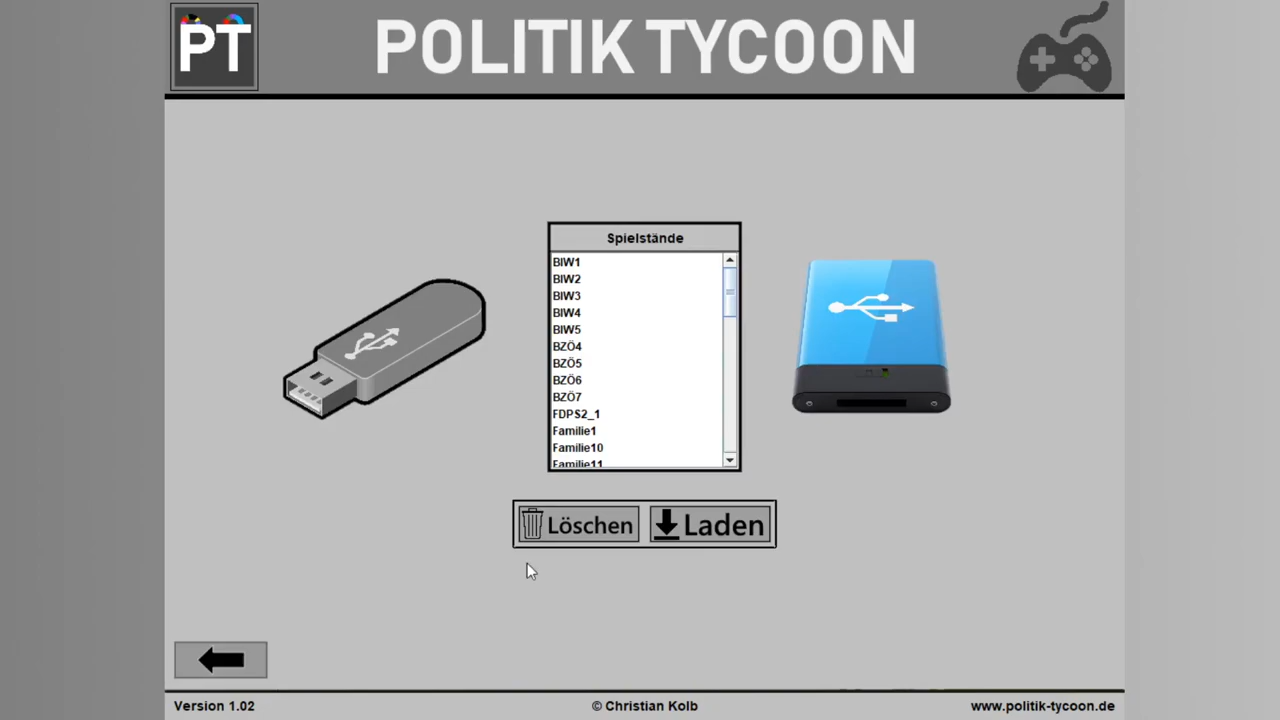 PT
POLITIK TYCOON
Spielstände
BIW1
BIW2
BIW3
BIW4
BIW5
BZÖ4
BZÖ5
BZÖ6
BZÖ7
FDPS2_1
Familie1
Familie10
Familie11
Löschen
Laden
Version 1.02
© Christian Kolb
www.politik-tycoon.de